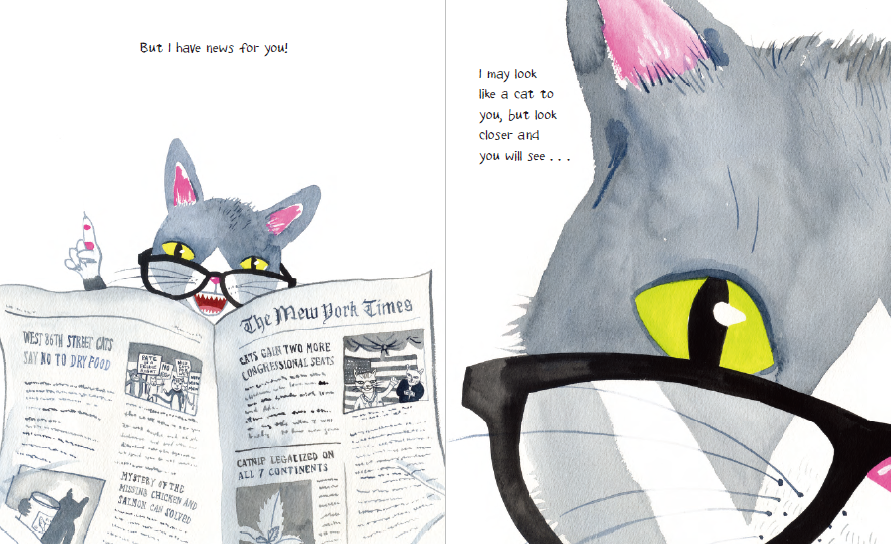 But I have news for you!
The Mew York Times
WEST 86TH STREET CATS
SAY NO TO DRY FOOD
CATS GAIN TWO MORE
CONGRESSIONAL SEATS
CATNIP LEGALIZED ON
ALL 7 CONTINENTS
MYSTERY OF THE
MISSING CHICKEN AND
SALMON CAN SOLVED
I may look
like a cat to
you, but look
closer and
you will see . . .